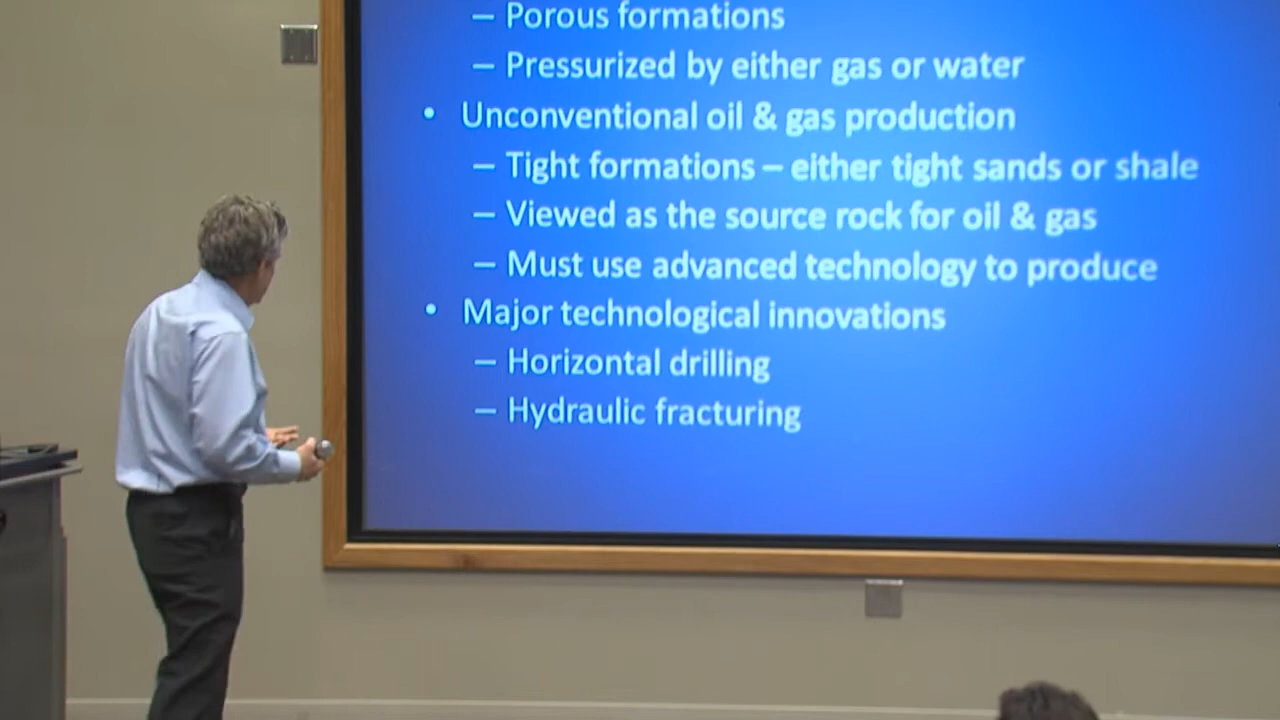 – Porous formations
– Pressurized by either gas or water
• Unconventional oil & gas production
– Tight formations – either tight sands or shale
– Viewed as the source rock for oil & gas
– Must use advanced technology to produce
• Major technological innovations
– Horizontal drilling
– Hydraulic fracturing